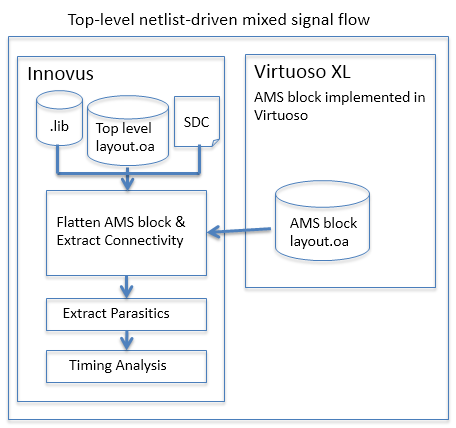 Top-level netlist-driven mixed signal flow
Innovus
.lib
Top level
layout.oa
SDC
Flatten AMS block &
Extract Connectivity
Extract Parasitics
Timing Analysis
Virtuoso XL
AMS block implemented in
Virtuoso
AMS block
layout.oa